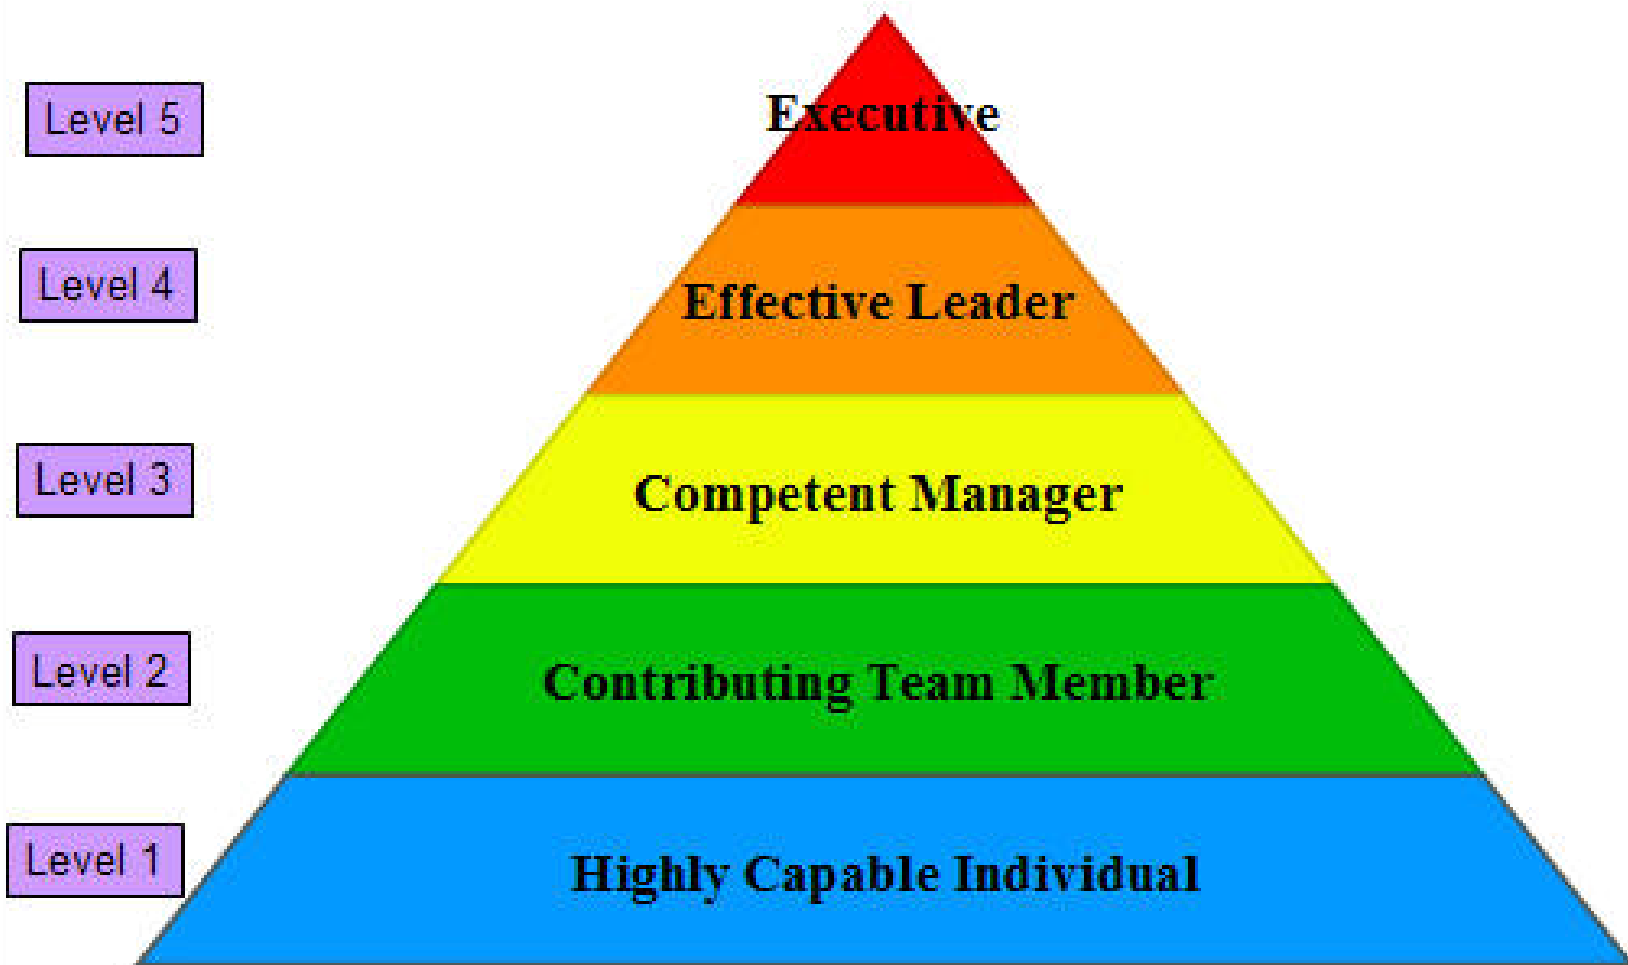 Level 5
Executive
Level 4
Effective Leader
Level 3
Competent Manager
Level 2
Contributing Team Member
Level 1
Highly Capable Individual